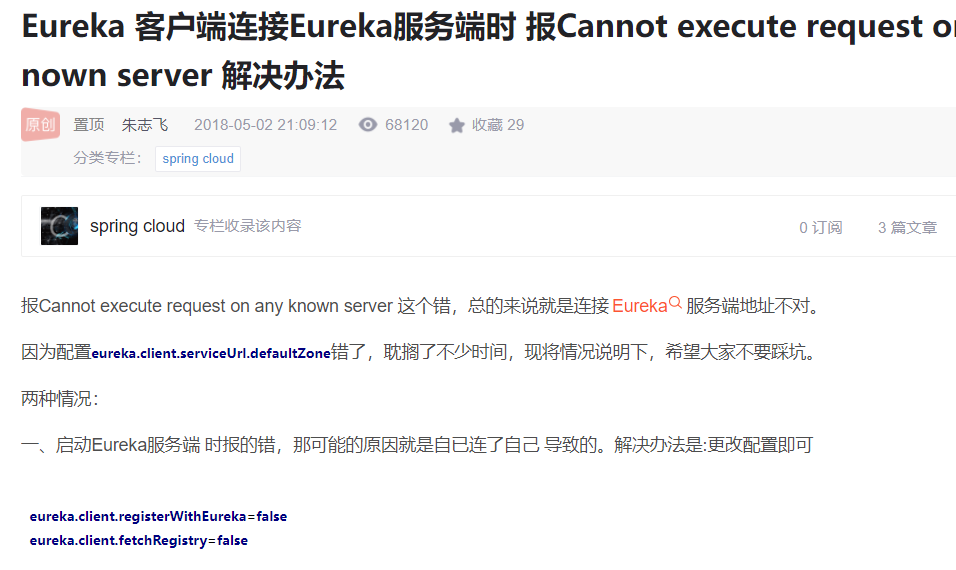 Eureka 客户端连接Eureka服务端时 报Cannot execute request o
nown server 解决办法
原创 置顶 朱志飞 2018-05-02 21:09:12 68120 收藏 29
分类专栏： spring cloud
spring cloud 专栏收录该内容 0 订阅 3 篇文章
报Cannot execute request on any known server 这个错，总的来说就是连接 Eureka 服务端地址不对。
因为配置eureka.client.serviceUrl.defaultZone错了，耽搁了不少时间，现将情况说明下，希望大家不要踩坑。
两种情况：
一、启动Eureka服务端 时报的错，那可能的原因就是自已连了自己 导致的。解决办法是:更改配置即可
eureka.client.registerWithEureka=false
eureka.client.fetchRegistry=false